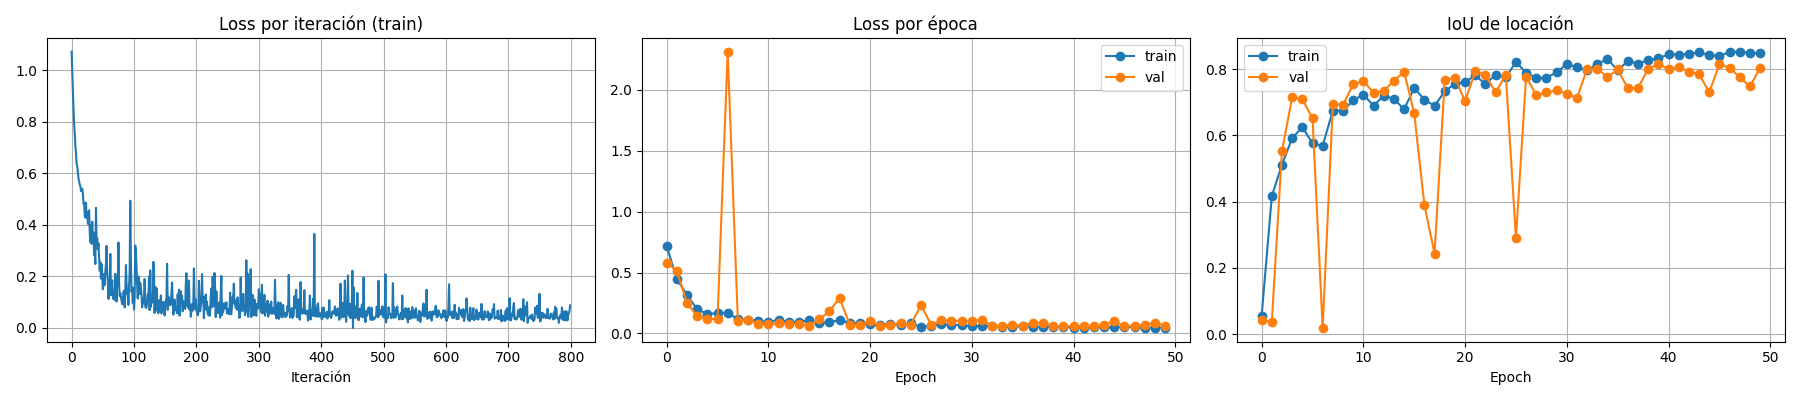 Loss por iteración (train)
1.0
0.8
0.6
0.4
0.2
0.0
0 100 200 300 400 500 600 700 800
Iteración
Loss por época
train
val
2.0
1.5
1.0
0.5
0.0
0 10 20 30 40 50
Epoch
IoU de locación
train
val
0.8
0.6
0.4
0.2
0.0
0 10 20 30 40 50
Epoch